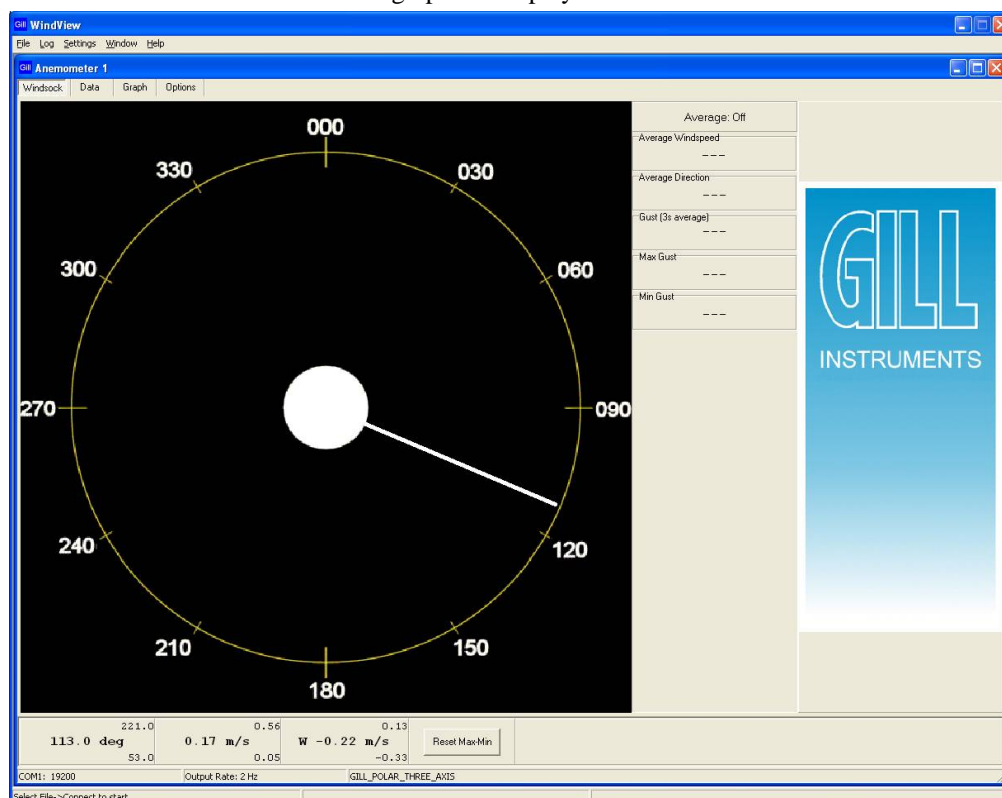 WindView
File Log Settings Window Help
Anemometer 1
Windsock Data Graph Options
000
030
060
090
120
150
180
210
240
270
300
330
Average: Off
Average Windspeed
---
Average Direction
---
Gust (3s average)
---
Max Gust
---
Min Gust
---
GILL
INSTRUMENTS
221.0
113.0 deg
53.0
0.56
0.17 m/s
0.05
0.13
W -0.22 m/s
-0.33
Reset Max-Min
COM1: 19200 Output Rate: 2 Hz GILL_POLAR_THREE_AXIS
Select File->Connect to start